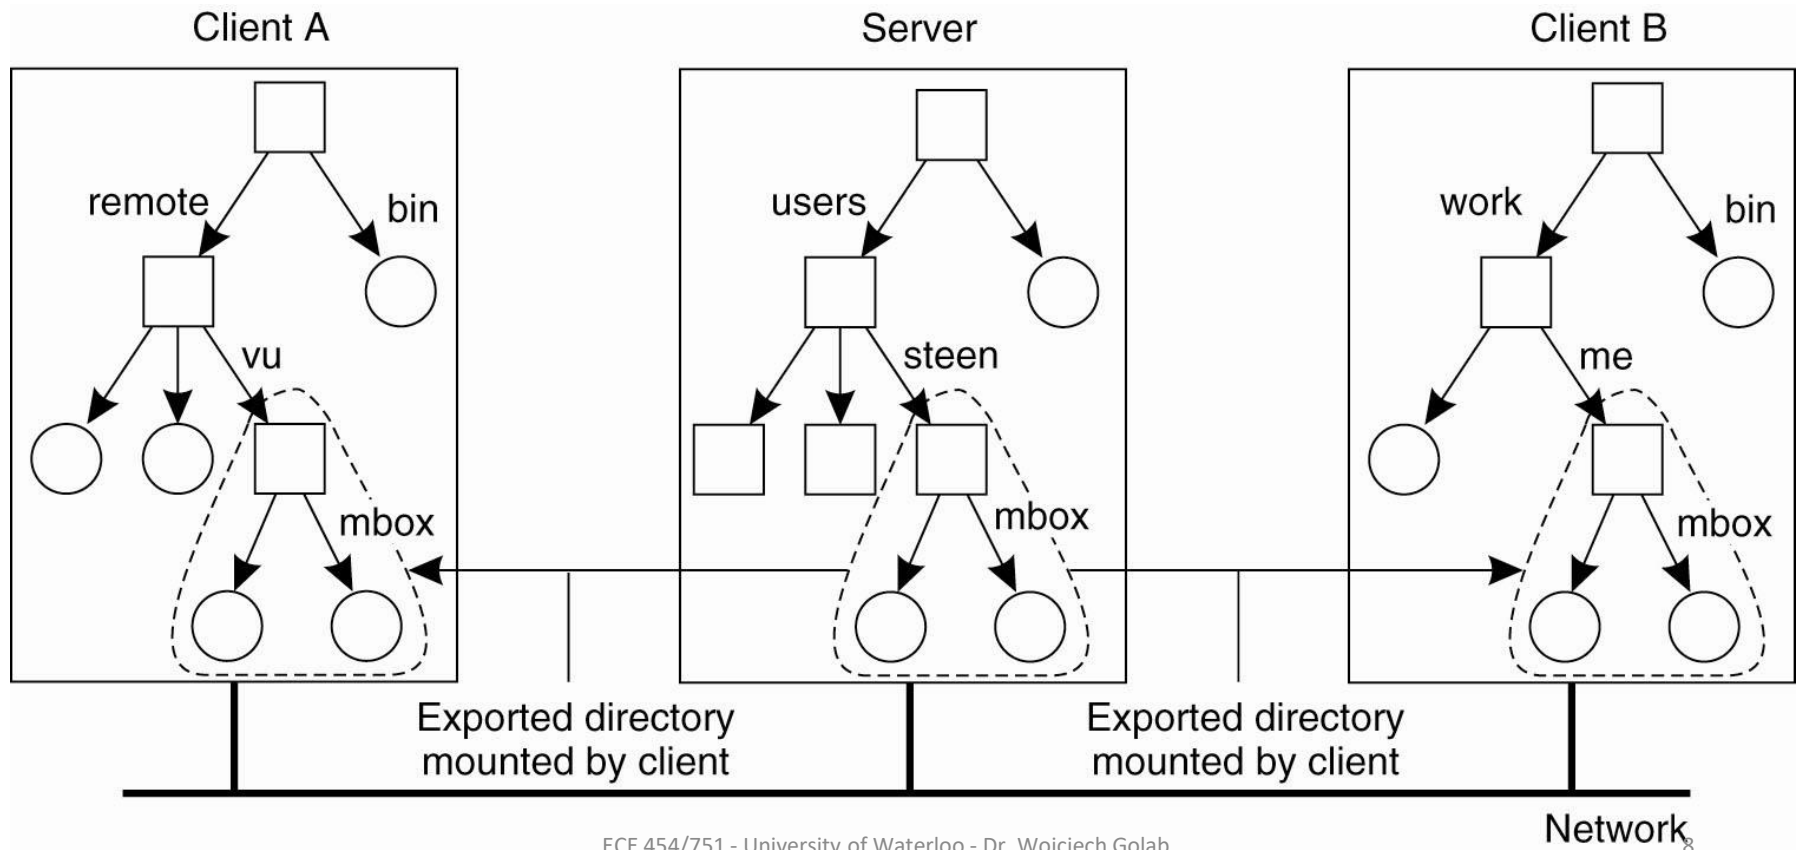 Client A
Server
Client B
remote
bin
users
work
bin
vu
steen
me
mbox
mbox
mbox
Exported directory
mounted by client
Exported directory
mounted by client
Network
ECE 454/751 - University of Waterloo - Dr. Wojciech Golab
8